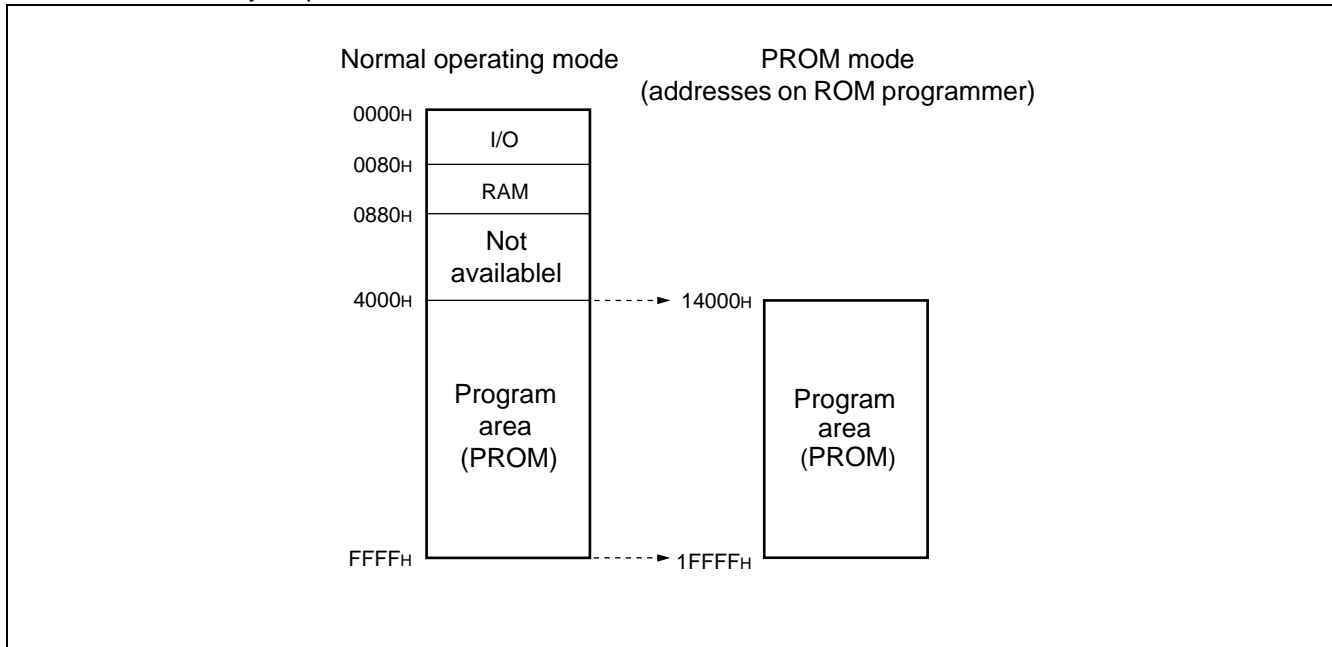 Normal operating mode
PROM mode
(addresses on ROM programmer)
0000H
I/O
0080H
RAM
0880H
Not
availablel
4000H
14000H
Program
area
(PROM)
Program
area
(PROM)
FFFFH
1FFFFH